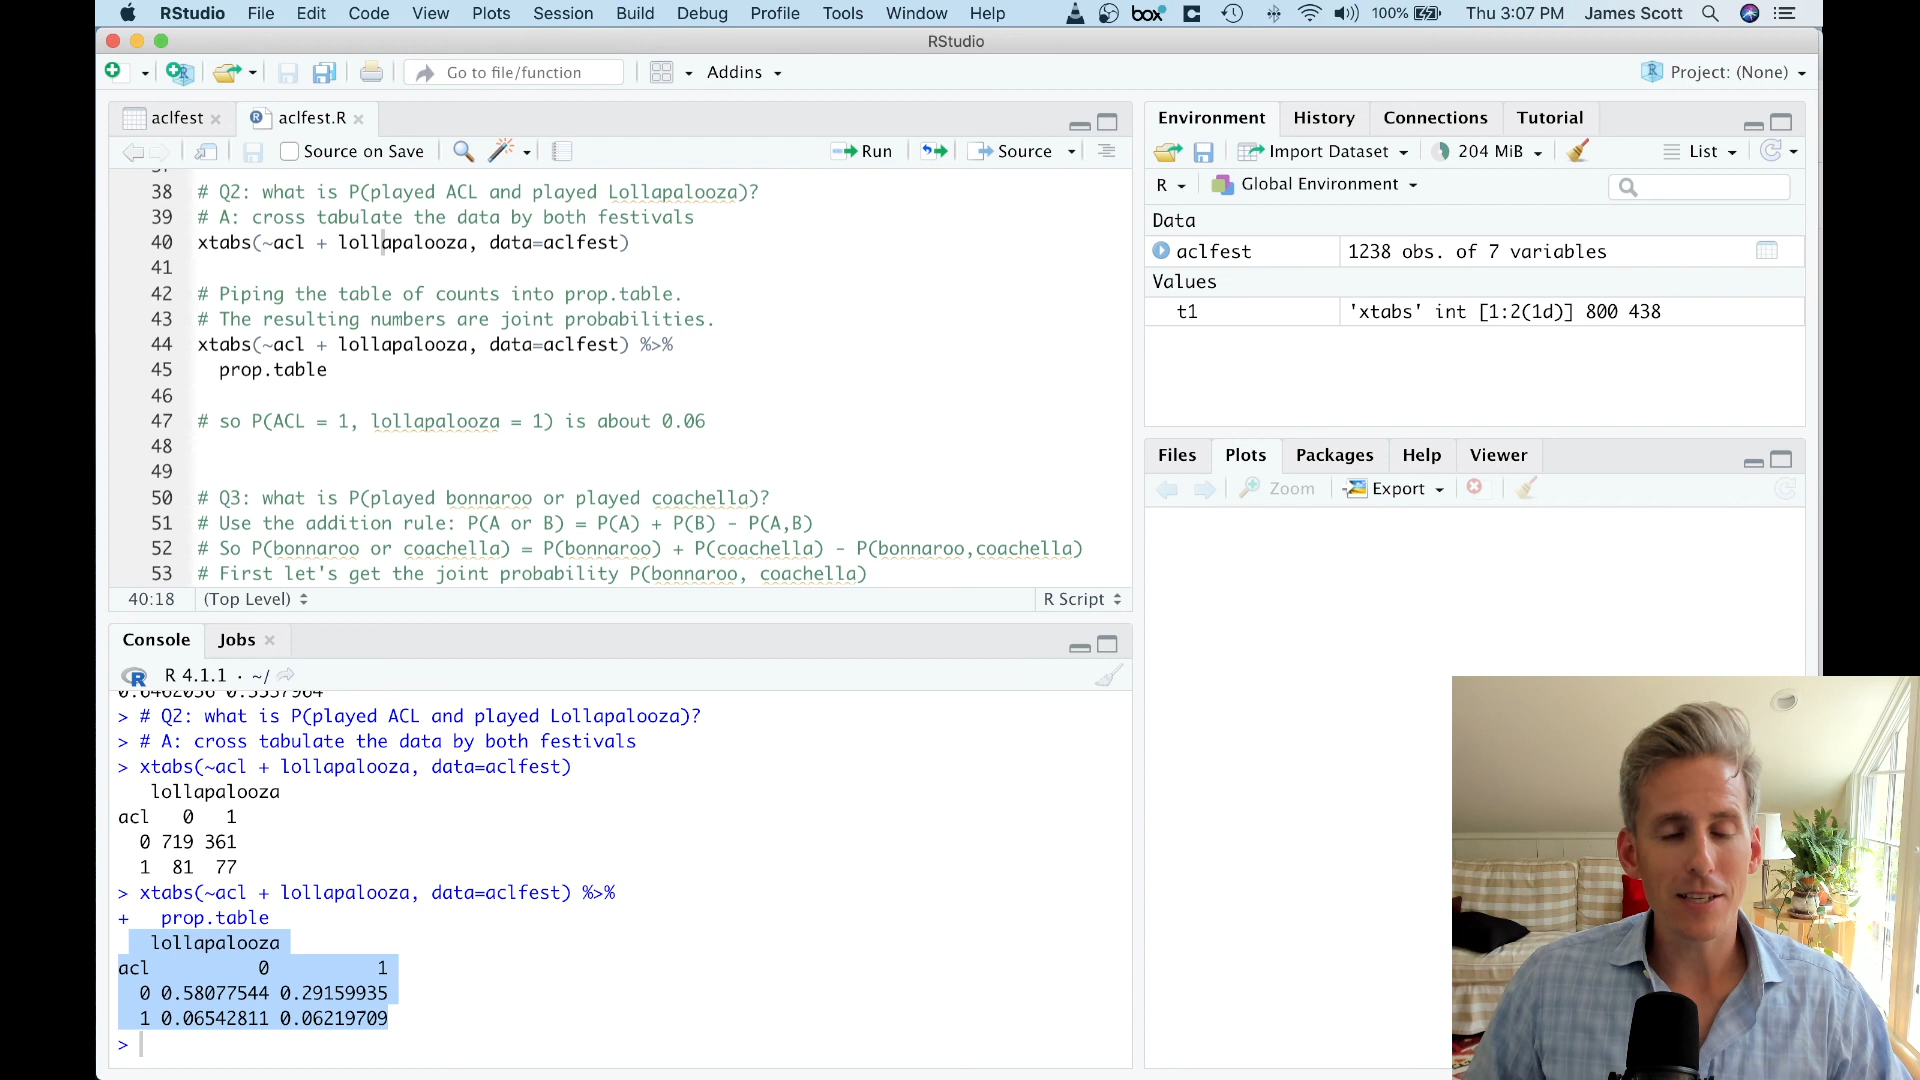 RStudio File Edit Code View Plots Session Build Debug Profile Tools Window Help box 100% Thu 3:07 PM James Scott
RStudio
Go to file/function Addins Project: (None)
aclfest aclfest.R
Source on Save Run Source
38 # Q2: what is P(played ACL and played Lollapalooza)?
39 # A: cross tabulate the data by both festivals
40 xtabs(~acl + lollapalooza, data=aclfest)
41
42 # Piping the table of counts into prop.table.
43 # The resulting numbers are joint probabilities.
44 xtabs(~acl + lollapalooza, data=aclfest) %>%
45 prop.table
46
47 # so P(ACL = 1, lollapalooza = 1) is about 0.06
48
49
50 # Q3: what is P(played bonnaroo or played coachella)?
51 # Use the addition rule: P(A or B) = P(A) + P(B) - P(A,B)
52 # So P(bonnaroo or coachella) = P(bonnaroo) + P(coachella) - P(bonnaroo,coachella)
53 # First let's get the joint probability P(bonnaroo, coachella)
40:18 (Top Level) R Script
Console Jobs
R 4.1.1 · ~/
> # Q2: what is P(played ACL and played Lollapalooza)?
> # A: cross tabulate the data by both festivals
> xtabs(~acl + lollapalooza, data=aclfest)
lollapalooza
acl 0 1
0 719 361
1 81 77
> xtabs(~acl + lollapalooza, data=aclfest) %>%
+ prop.table
lollapalooza
acl 0 1
0 0.58077544 0.29159935
1 0.06542811 0.06219709
>
Environment History Connections Tutorial
Import Dataset 204 MiB List
R Global Environment
Data
aclfest 1238 obs. of 7 variables
Values
t1 'xtabs' int [1:2(1d)] 800 438
Files Plots Packages Help Viewer
Zoom Export